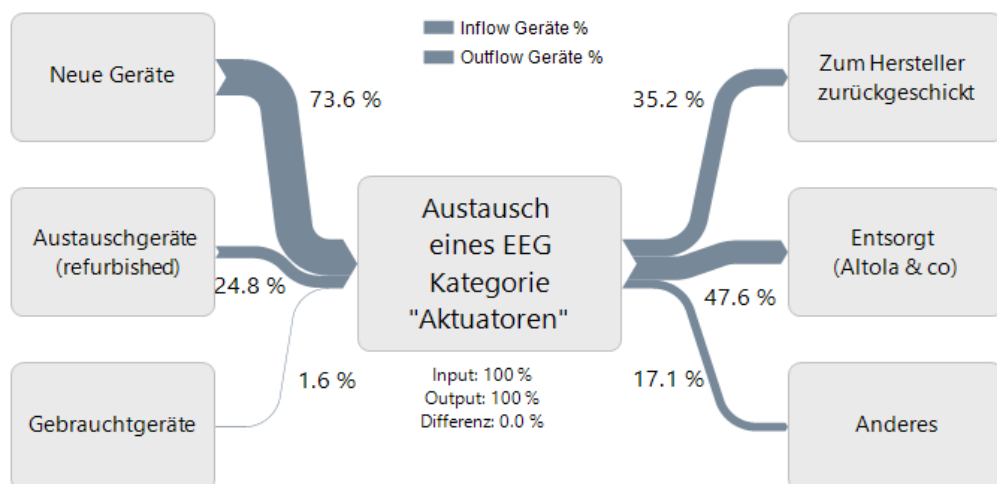 Inflow Geräte %
Outflow Geräte %
Neue Geräte
73.6 %
35.2 %
Zum Hersteller
zurückgeschickt
Austauschgeräte
(refurbished)
24.8 %
Austausch
eines EEG
Kategorie
"Aktuatoren"
47.6 %
Entsorgt
(Altola & co)
Gebrauchtgeräte
1.6 %
Input: 100 %
Output: 100 %
Differenz: 0.0 %
17.1 %
Anderes